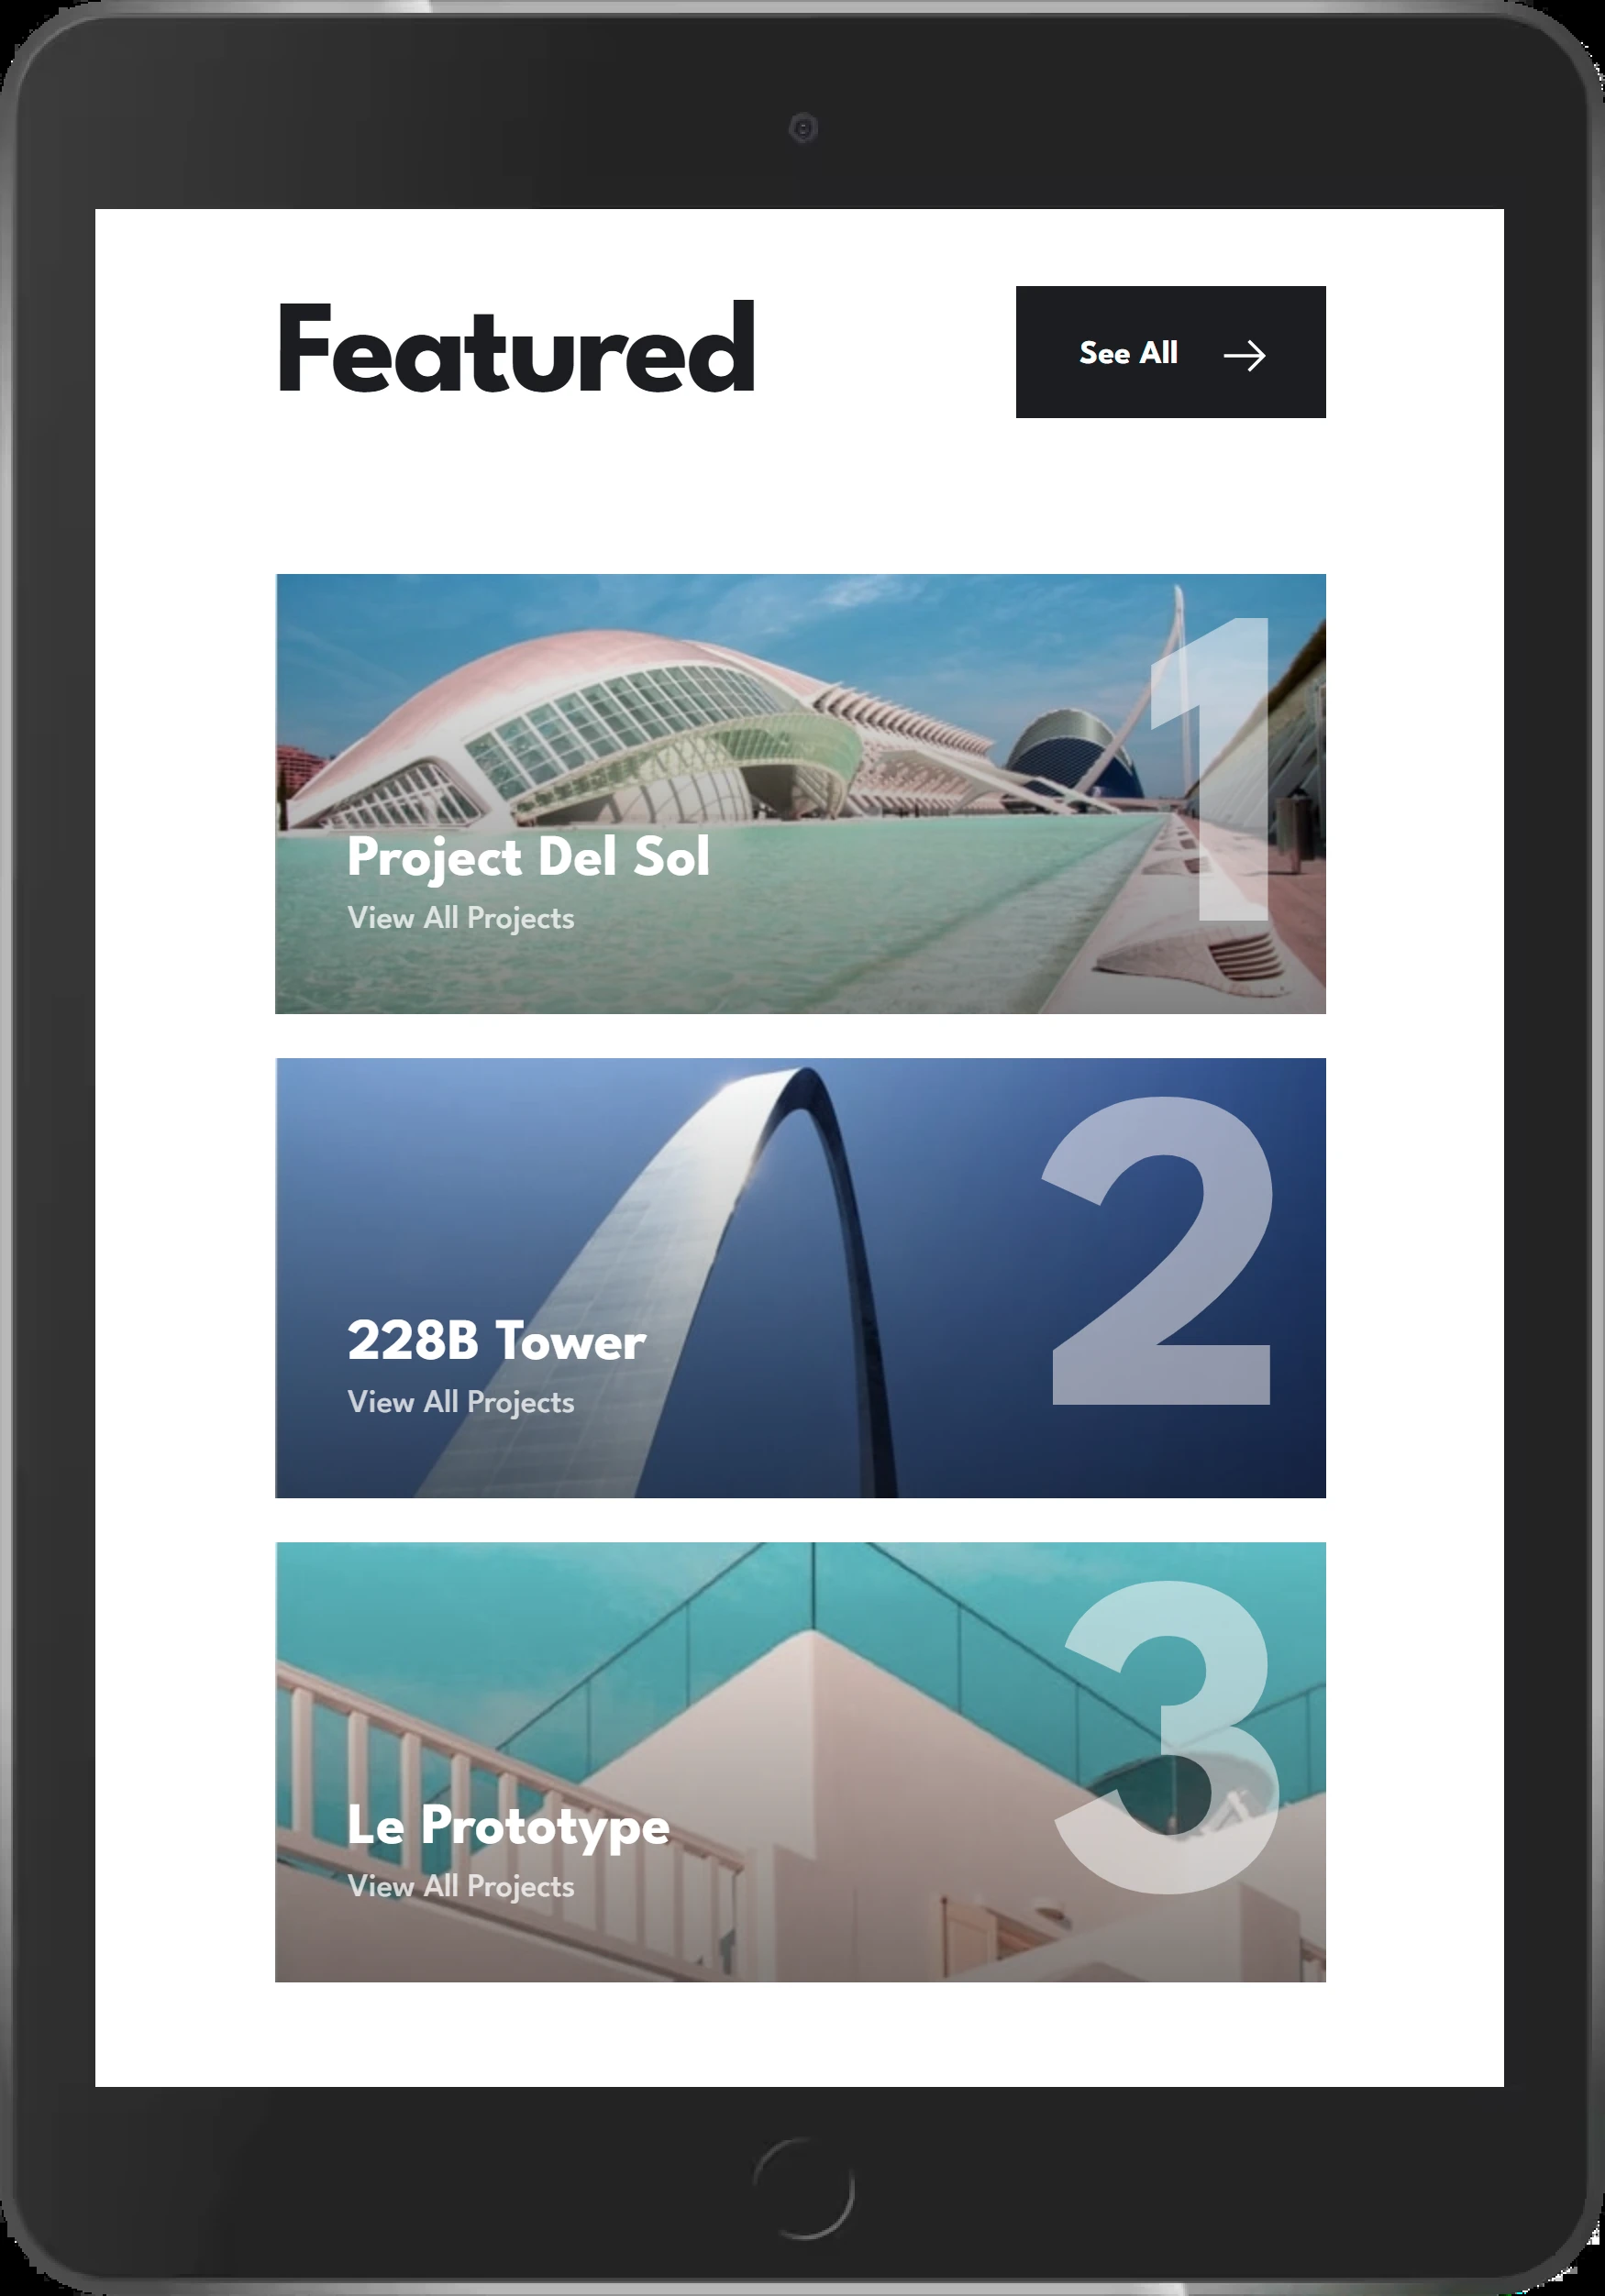 Featured
See All
1
Project Del Sol
View All Projects
2
228B Tower
View All Projects
3
Le Prototype
View All Projects